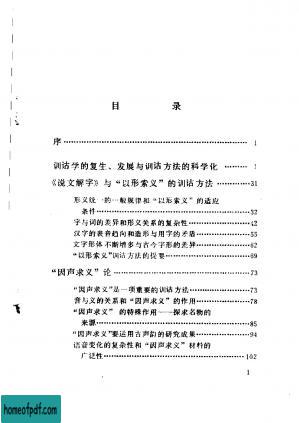 目 录
序 1
训诂学的复生、发展与训诂方法的科学化 1
《说文解字》与“以形索义”的训诂方法 31
形义统一的一般规律和“以形索义”的适应
条件 32
字与词的差异和形义关系的复杂性 42
汉字的表音趋向和造形与用字的矛盾 55
文字形体不断增多与古今字形的差异 62
“以形索义”训诂方法的提要 69
“因声求义”论 73
“因声求义”是一项重要的训诂方法 73
音与义的关系和“因声求义”的作用 78
“因声求义”的特殊作用——探求名物的
来源 85
“因声求义”要运用古声韵的研究成果 94
语音变化的复杂性和“因声求义”材料的
广泛性 102
1
homeofpdf.com
homeofpdf.com